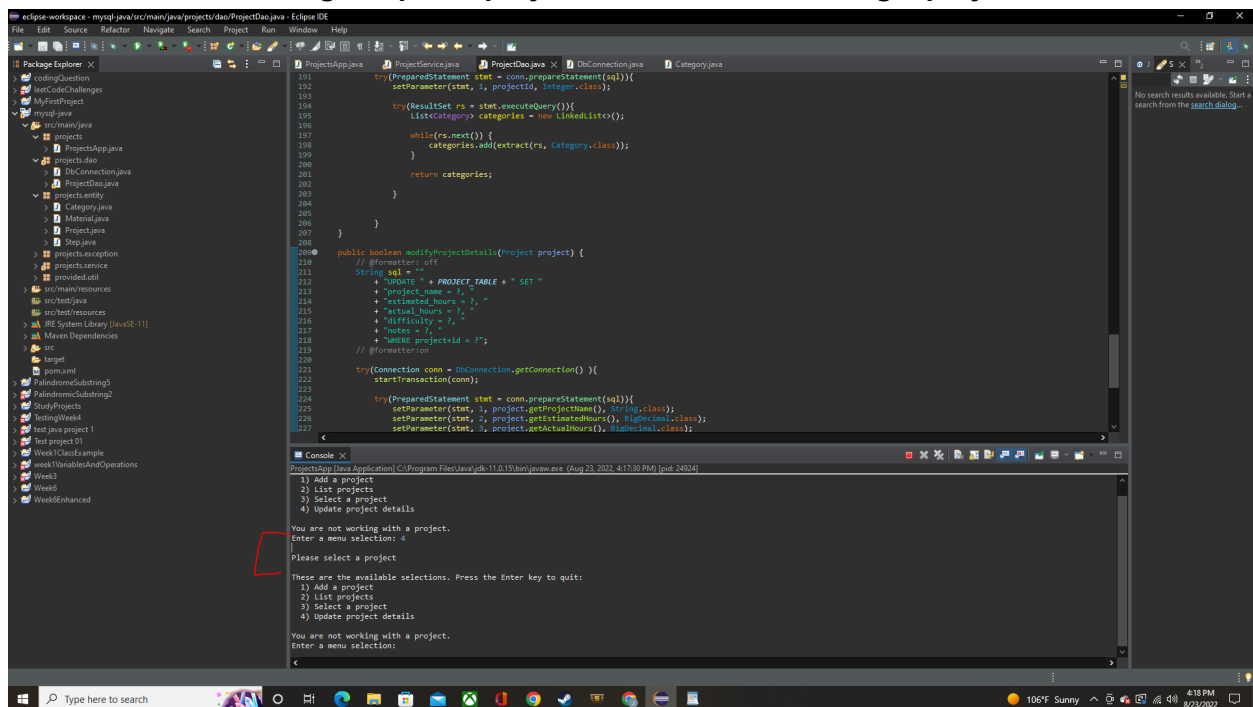 eclipse-workspace - mysql-java/src/main/java/projects/dao/ProjectDao.java - Eclipse IDE
File Edit Source Refactor Navigate Search Project Run Window Help
Package Explorer
codingQuestion
leetCodeChallenges
MyFirstProject
mysql-java
src/main/java
projects
ProjectsApp.java
projects.dao
DbConnection.java
ProjectDao.java
projects.entity
Category.java
Material.java
Project.java
Step.java
projects.exception
projects.service
provided.util
src/main/resources
src/test/java
src/test/resources
JRE System Library [JavaSE-11]
Maven Dependencies
src
target
pom.xml
PalindromeSubstring5
PalindromicSubstring2
StudyProjects
TestingWeek4
test java project 1
Test project 01
Week1ClassExample
week1VariablesAndOperations
Week3
Week6
Week6Enhanced
ProjectsApp.java ProjectService.java ProjectDao.java DbConnection.java Category.java
191 try(PreparedStatement stmt = conn.prepareStatement(sql)){
192 setParameter(stmt, 1, projectId, Integer.class);
193
194 try(ResultSet rs = stmt.executeQuery()){
195 List<Category> categories = new LinkedList<>();
196
197 while(rs.next()) {
198 categories.add(extract(rs, Category.class));
199 }
200
201 return categories;
202
203 }
204
205
206 }
207 }
208
209 public boolean modifyProjectDetails(Project project) {
210 // @formatter: off
211 String sql = ""
212 + "UPDATE " + PROJECT_TABLE + " SET "
213 + "project_name = ?, "
214 + "estimated_hours = ?, "
215 + "actual_hours = ?, "
216 + "difficulty = ?, "
217 + "notes = ?, "
218 + "WHERE project+id = ?";
219 // @formatter:on
220
221 try(Connection conn = DbConnection.getConnection() ){
222 startTransaction(conn);
223
224 try(PreparedStatement stmt = conn.prepareStatement(sql)){
225 setParameter(stmt, 1, project.getProjectName(), String.class);
226 setParameter(stmt, 2, project.getEstimatedHours(), BigDecimal.class);
227 setParameter(stmt, 3, project.getActualHours(), BigDecimal.class);
No search results available. Start a
search from the search dialog...
Console
ProjectsApp [Java Application] C:\Program Files\Java\jdk-11.0.15\bin\javaw.exe (Aug 23, 2022, 4:17:30 PM) [pid: 24924]
1) Add a project
2) List projects
3) Select a project
4) Update project details
You are not working with a project.
Enter a menu selection: 4
Please select a project
These are the available selections. Press the Enter key to quit:
1) Add a project
2) List projects
3) Select a project
4) Update project details
You are not working with a project.
Enter a menu selection:
Type here to search
106°F Sunny
4:18 PM
8/23/2022